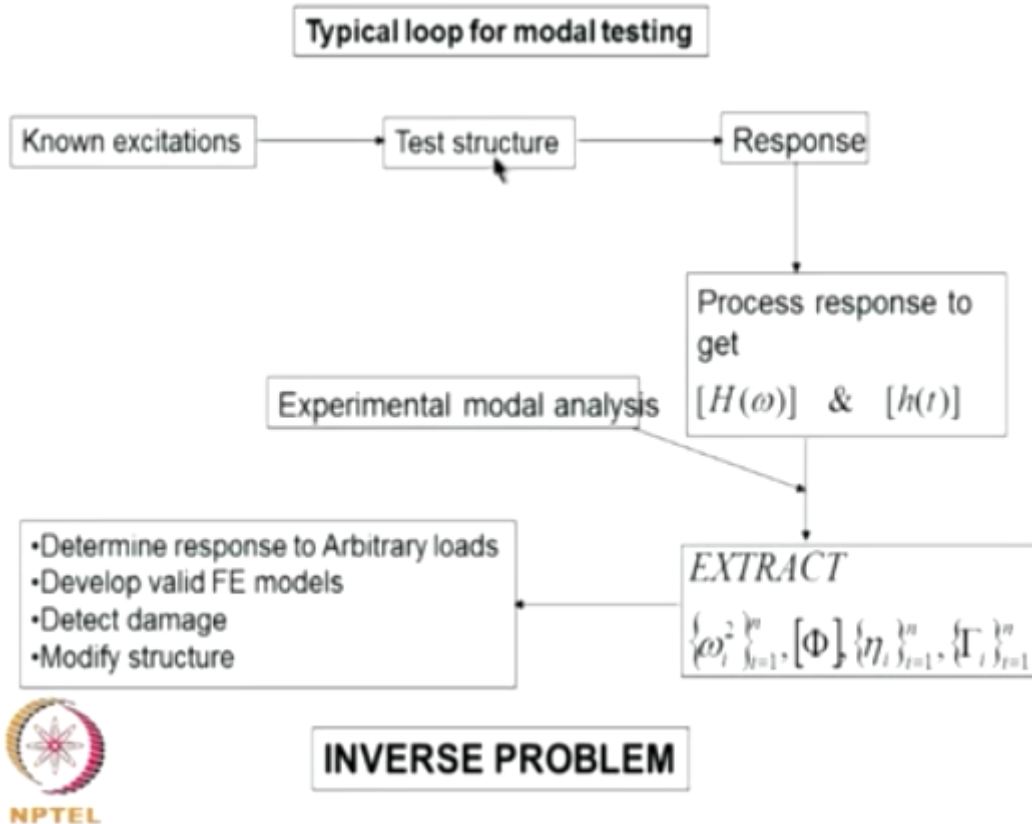 Typical loop for modal testing
Known excitations
Test structure
Response
Process response to
get
[H(ω)] & [h(t)]
Experimental modal analysis
EXTRACT
{ω_i^2}_{i=1}^n, [Φ], {η_i}_{i=1}^n, {Γ_i}_{i=1}^n
•Determine response to Arbitrary loads
•Develop valid FE models
•Detect damage
•Modify structure
INVERSE PROBLEM
NPTEL